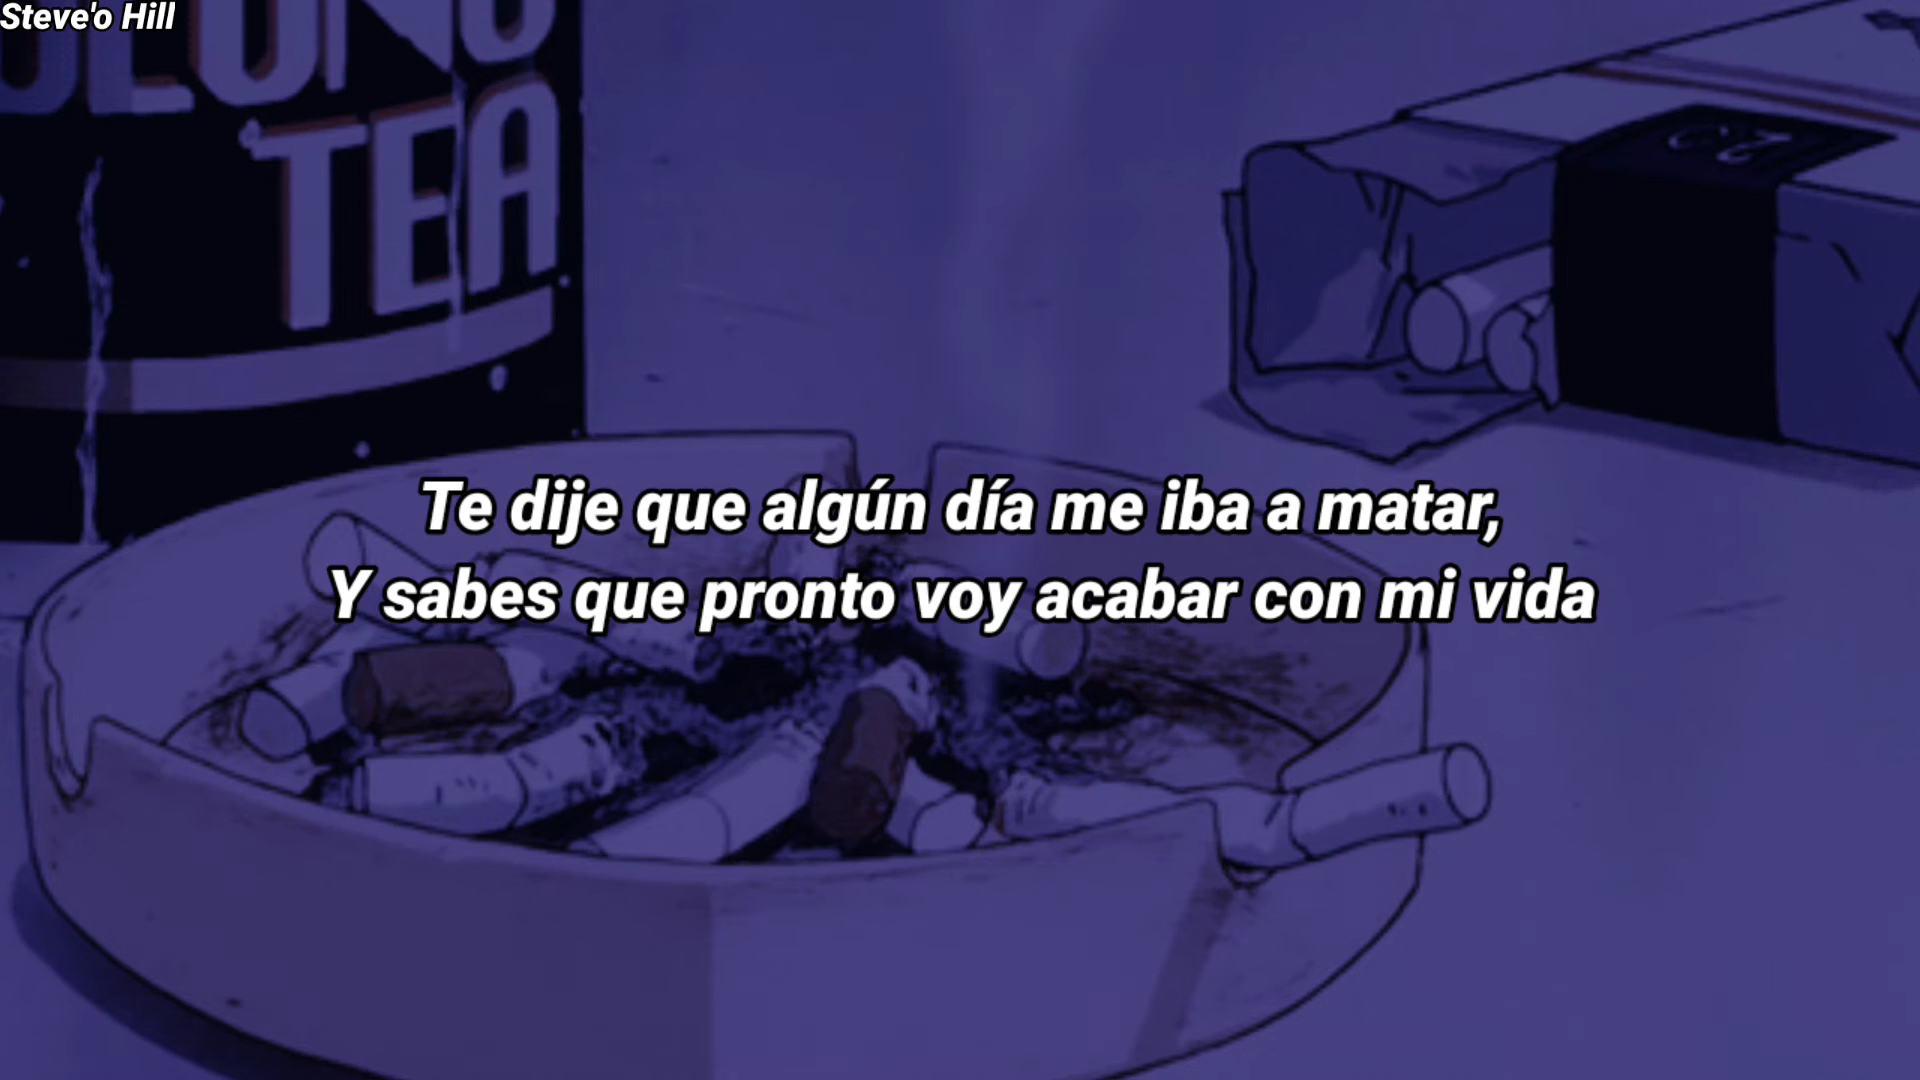 Steve'o Hill
TEA
Te dije que algún día me iba a matar,
Y sabes que pronto voy acabar con mi vida